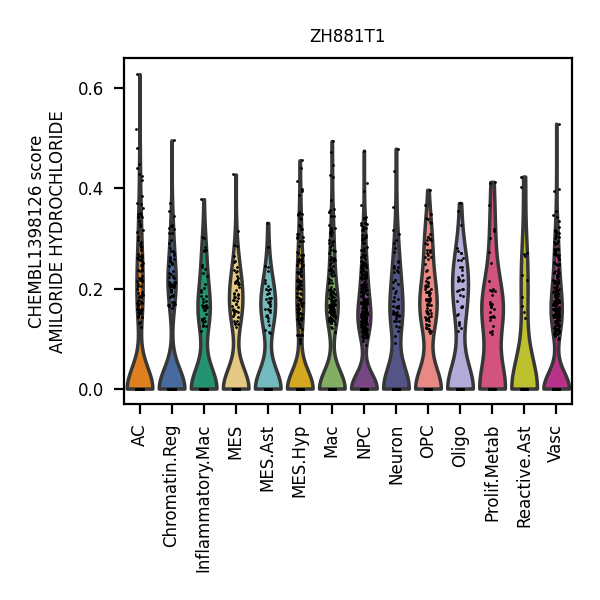 ZH881T1
CHEMBL1398126 score
AMILORIDE HYDROCHLORIDE
0.6
0.4
0.2
0.0
AC
Chromatin.Reg
Inflammatory.Mac
MES
MES.Ast
MES.Hyp
Mac
NPC
Neuron
OPC
Oligo
Prolif.Metab
Reactive.Ast
Vasc